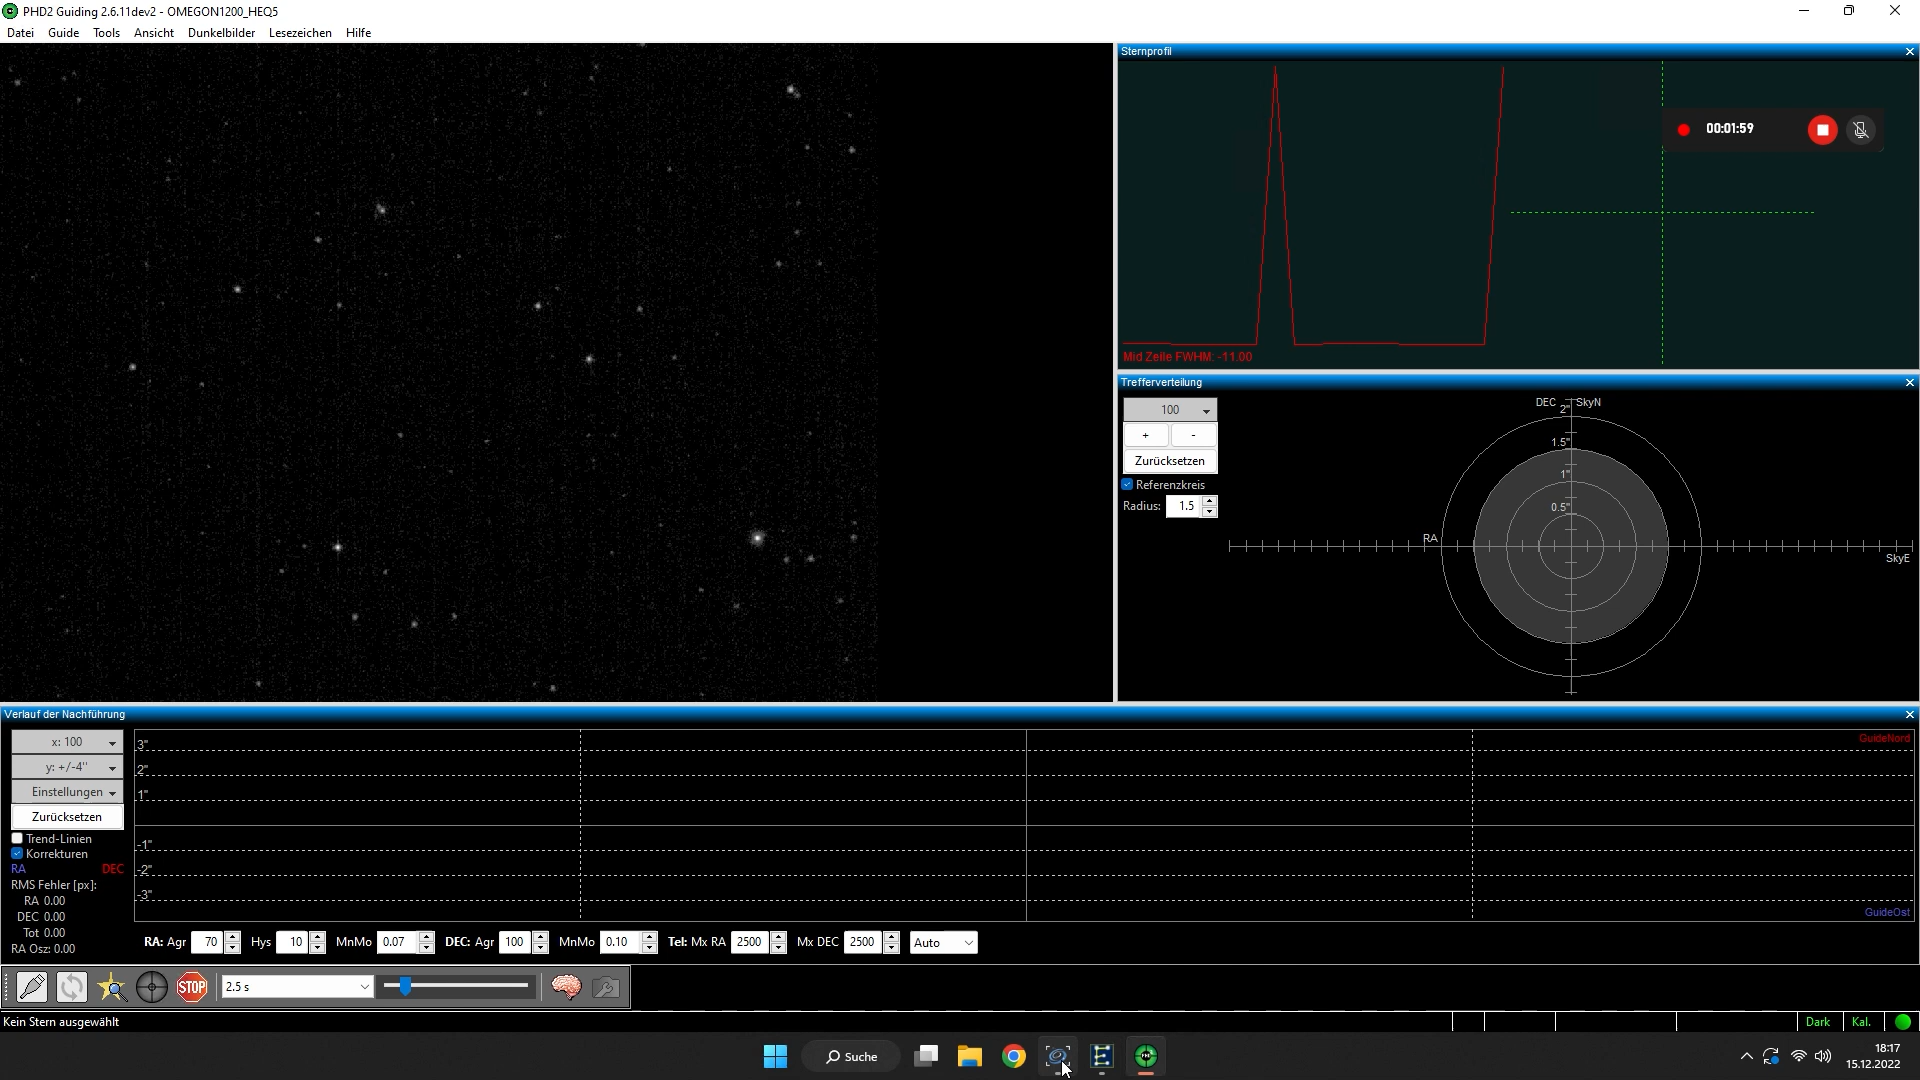 PHD2 Guiding 2.6.11dev2 - OMEGON1200_HEQ5
Datei Guide Tools Ansicht Dunkelbilder Lesezeichen Hilfe
Sternprofil
00:01:59
Mid Zeile FWHM: -11.00
Trefferverteilung
100
+ -
Zurücksetzen
Referenzkreis
Radius: 1.5
DEC SkyN
2"
1.5"
1"
0.5"
RA
SkyE
Verlauf der Nachführung
x: 100
y: +/-4"
Einstellungen
Zurücksetzen
Trend-Linien
Korrekturen
RA DEC
RMS Fehler [px]:
RA 0.00
DEC 0.00
Tot 0.00
RA Osz: 0.00
3"
2"
1"
-1"
-2"
-3"
GuideNord
GuideOst
RA: Agr 70 Hys 10 MnMo 0.07 DEC: Agr 100 MnMo 0.10 Tel: Mx RA 2500 Mx DEC 2500 Auto
STOP 2.5 s
Kein Stern ausgewählt
Dark Kal.
Suche
18:17
15.12.2022